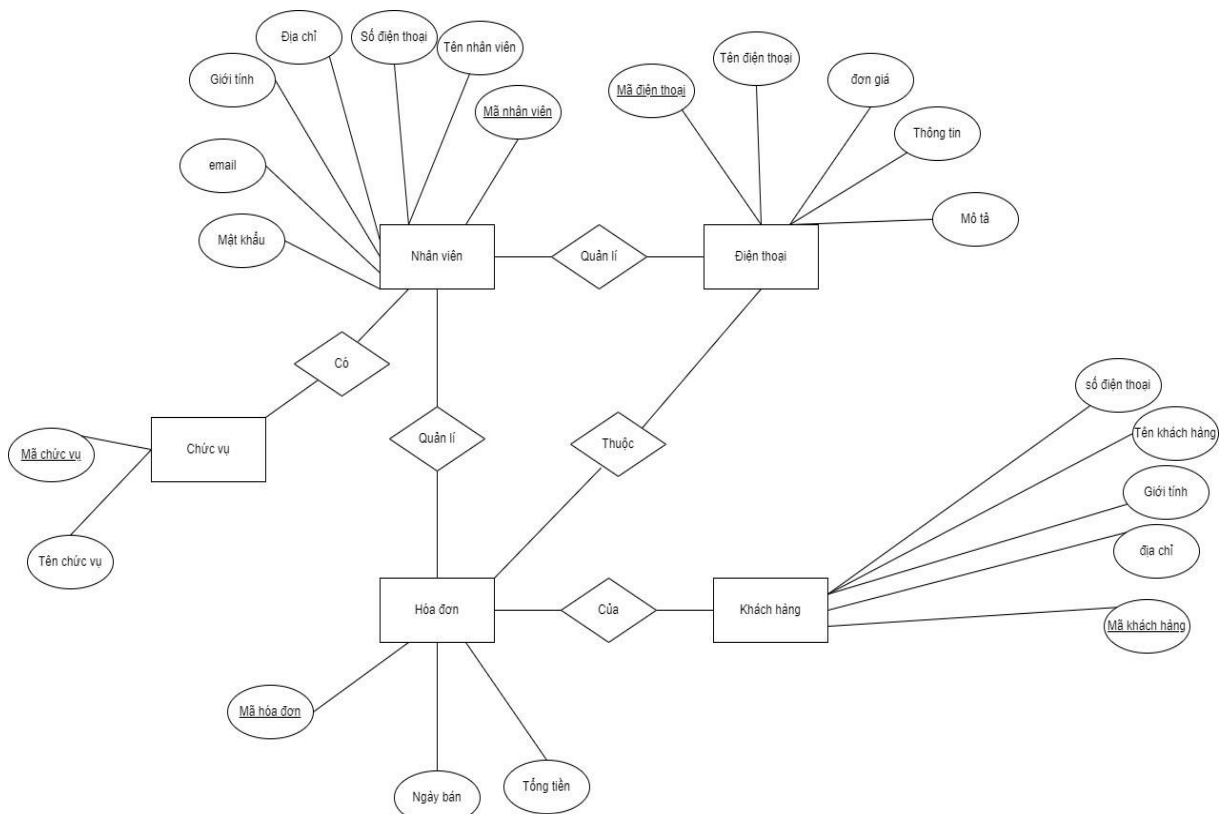 Địa chỉ
Số điện thoại
Tên nhân viên
Giới tính
Mã nhân viên
email
Mật khẩu
Tên điện thoại
Mã điện thoại
đơn giá
Thông tin
Mô tả
Nhân viên
Quản lí
Điện thoại
Có
Chức vụ
Mã chức vụ
Tên chức vụ
Quản lí
Thuộc
số điện thoại
Tên khách hàng
Giới tính
địa chỉ
Mã khách hàng
Hóa đơn
Của
Khách hàng
Mã hóa đơn
Ngày bán
Tổng tiền